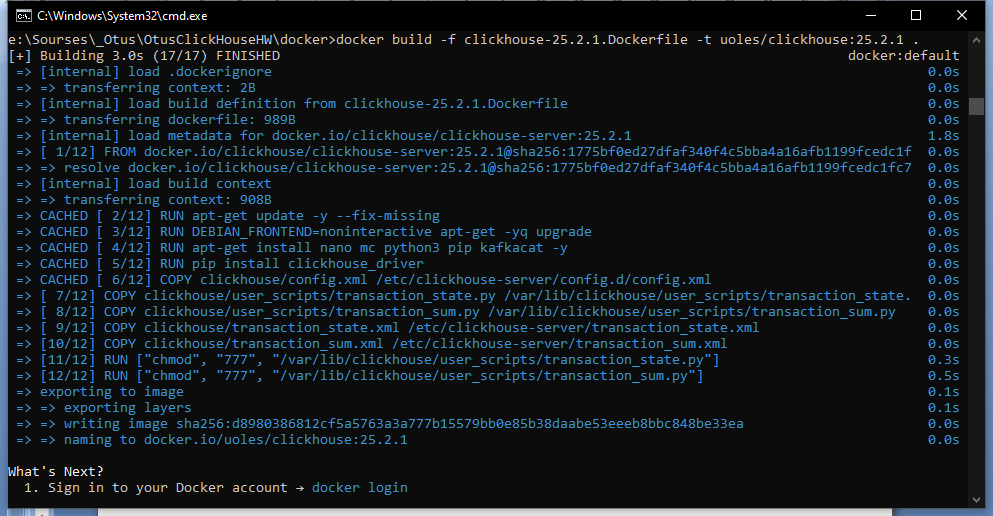 C:\Windows\System32\cmd.exe
e:\Sourses\_Otus\OtusClickHouseHW\docker>docker build -f clickhouse-25.2.1.Dockerfile -t uoles/clickhouse:25.2.1 .
[+] Building 3.0s (17/17) FINISHED docker:default
=> [internal] load .dockerignore 0.0s
=> => transferring context: 2B 0.0s
=> [internal] load build definition from clickhouse-25.2.1.Dockerfile 0.0s
=> => transferring dockerfile: 989B 0.0s
=> [internal] load metadata for docker.io/clickhouse/clickhouse-server:25.2.1 1.8s
=> [ 1/12] FROM docker.io/clickhouse/clickhouse-server:25.2.1@sha256:1775bf0ed27dfaf340f4c5bba4a16afb1199fcedc1f 0.0s
=> => resolve docker.io/clickhouse/clickhouse-server:25.2.1@sha256:1775bf0ed27dfaf340f4c5bba4a16afb1199fcedc1fc7 0.0s
=> [internal] load build context 0.0s
=> => transferring context: 908B 0.0s
=> CACHED [ 2/12] RUN apt-get update -y --fix-missing 0.0s
=> CACHED [ 3/12] RUN DEBIAN_FRONTEND=noninteractive apt-get -yq upgrade 0.0s
=> CACHED [ 4/12] RUN apt-get install nano mc python3 pip kafkacat -y 0.0s
=> CACHED [ 5/12] RUN pip install clickhouse_driver 0.0s
=> CACHED [ 6/12] COPY clickhouse/config.xml /etc/clickhouse-server/config.d/config.xml 0.0s
=> [ 7/12] COPY clickhouse/user_scripts/transaction_state.py /var/lib/clickhouse/user_scripts/transaction_state. 0.0s
=> [ 8/12] COPY clickhouse/user_scripts/transaction_sum.py /var/lib/clickhouse/user_scripts/transaction_sum.py 0.0s
=> [ 9/12] COPY clickhouse/transaction_state.xml /etc/clickhouse-server/transaction_state.xml 0.0s
=> [10/12] COPY clickhouse/transaction_sum.xml /etc/clickhouse-server/transaction_sum.xml 0.0s
=> [11/12] RUN ["chmod", "777", "/var/lib/clickhouse/user_scripts/transaction_state.py"] 0.3s
=> [12/12] RUN ["chmod", "777", "/var/lib/clickhouse/user_scripts/transaction_sum.py"] 0.5s
=> exporting to image 0.1s
=> => exporting layers 0.1s
=> => writing image sha256:d8980386812cf5a5763a3a777b15579bb0e85b38daabe53eeeb8bbc848be33ea 0.0s
=> => naming to docker.io/uoles/clickhouse:25.2.1 0.0s
What's Next?
1. Sign in to your Docker account → docker login